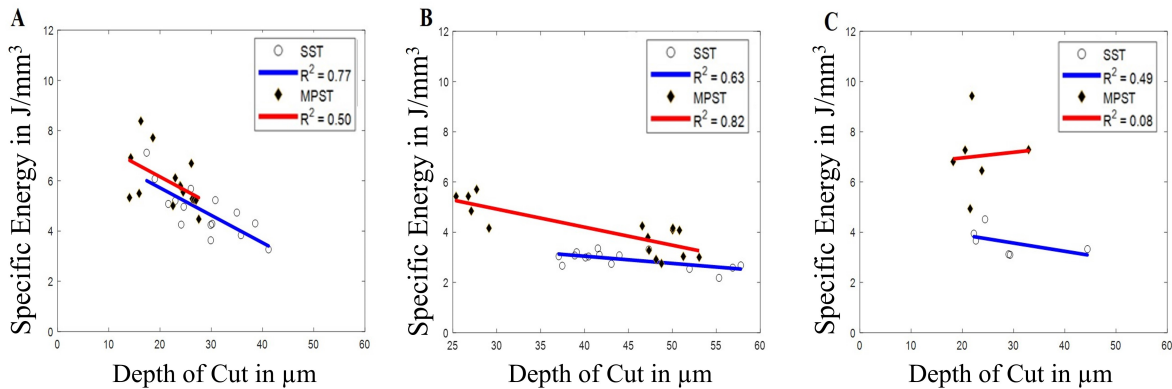 A
Specific Energy in J/mm³
12
10
8
6
4
2
0
0 10 20 30 40 50 60
Depth of Cut in µm
SST
R² = 0.77
MPST
R² = 0.50
B
Specific Energy in J/mm³
12
10
8
6
4
2
0
25 30 35 40 45 50 55 60
Depth of Cut in µm
SST
R² = 0.63
MPST
R² = 0.82
C
Specific Energy in J/mm³
12
10
8
6
4
2
0
0 10 20 30 40 50 60
Depth of Cut in µm
SST
R² = 0.49
MPST
R² = 0.08